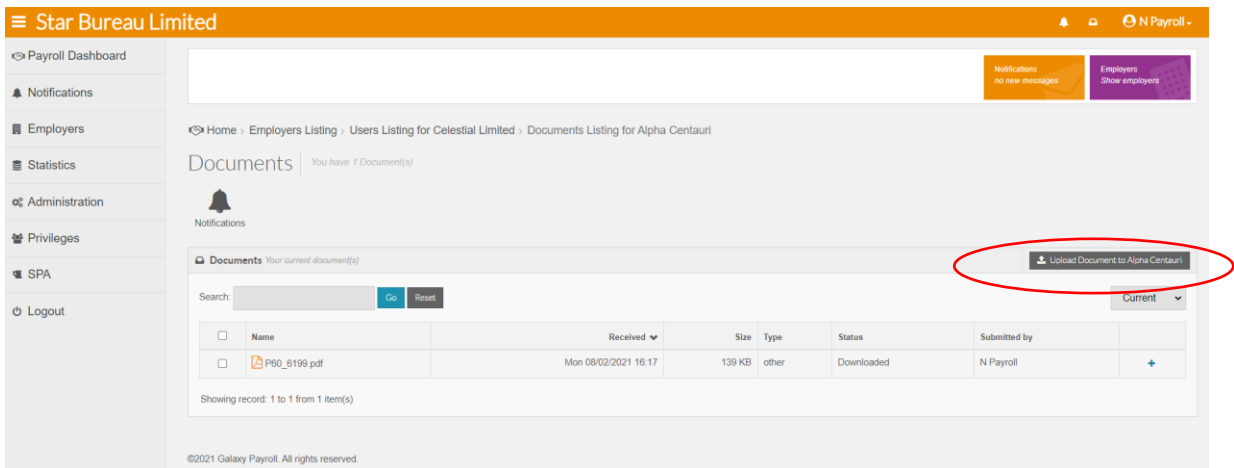 Star Bureau Limited
N Payroll
Payroll Dashboard
Notifications
Employers
Statistics
Administration
Privileges
SPA
Logout
Notifications
no new messages
Employers
Show employers
Home > Employers Listing > Users Listing for Celestial Limited > Documents Listing for Alpha Centauri
Documents You have 1 Document(s)
Notifications
Documents Your current document(s)
Upload Document to Alpha Centauri
Search: Go Reset
Current
Name Received Size Type Status Submitted by
P60_6199.pdf Mon 08/02/2021 16:17 139 KB other Downloaded N Payroll +
Showing record: 1 to 1 from 1 item(s)
©2021 Galaxy Payroll. All rights reserved.